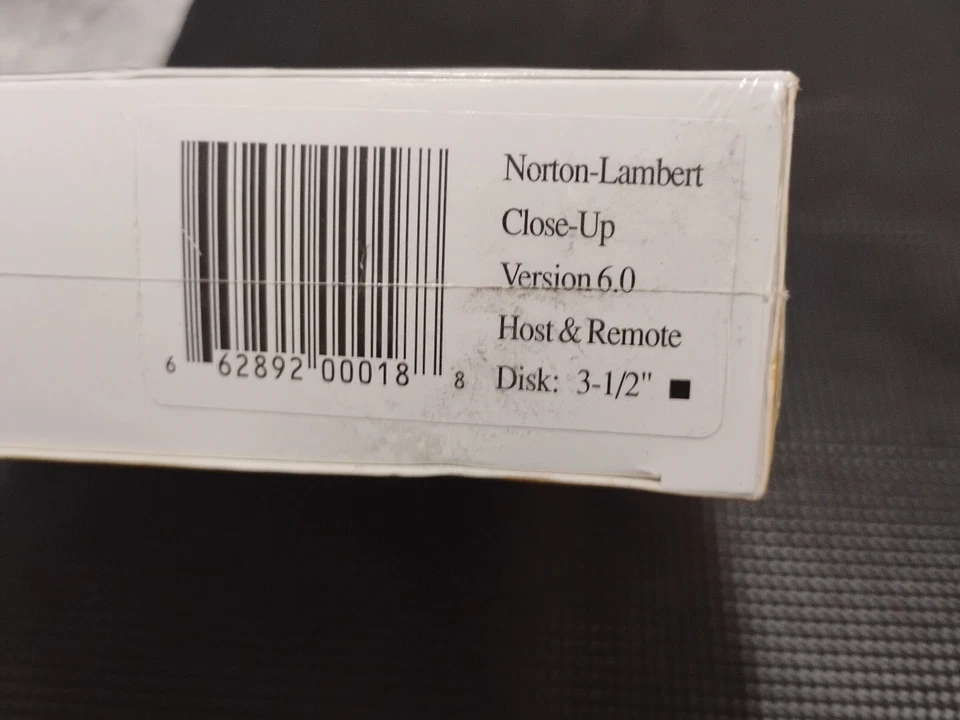 6 62892 00018 8
Norton-Lambert
Close-Up
Version 6.0
Host & Remote
Disk: 3-1/2" ■